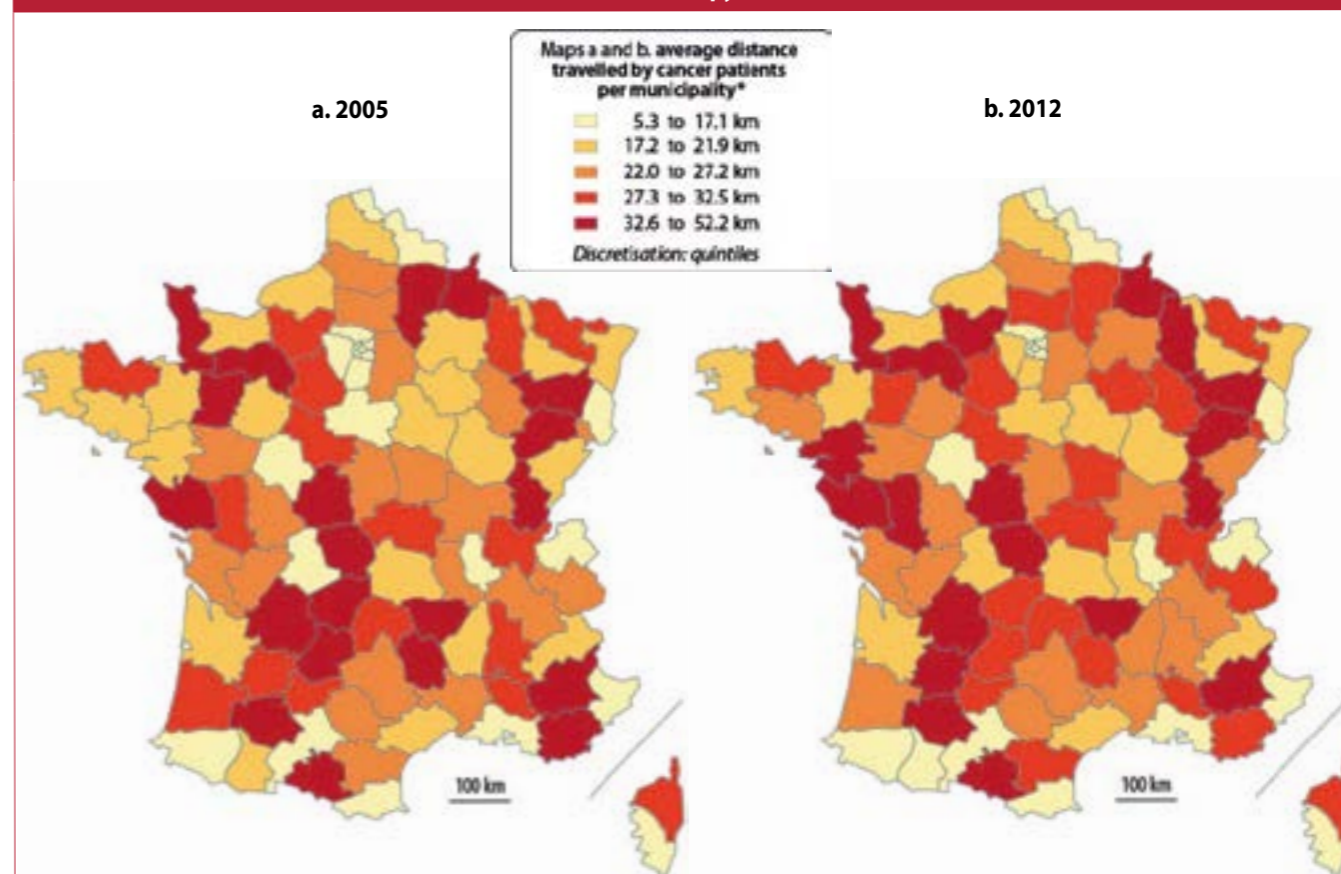 Maps a and b. average distance
travelled by cancer patients
per municipality*
5.3 to 17.1 km
17.2 to 21.9 km
22.0 to 27.2 km
27.3 to 32.5 km
32.6 to 52.2 km
Discretisation: quintiles
a. 2005
b. 2012
100 km
100 km